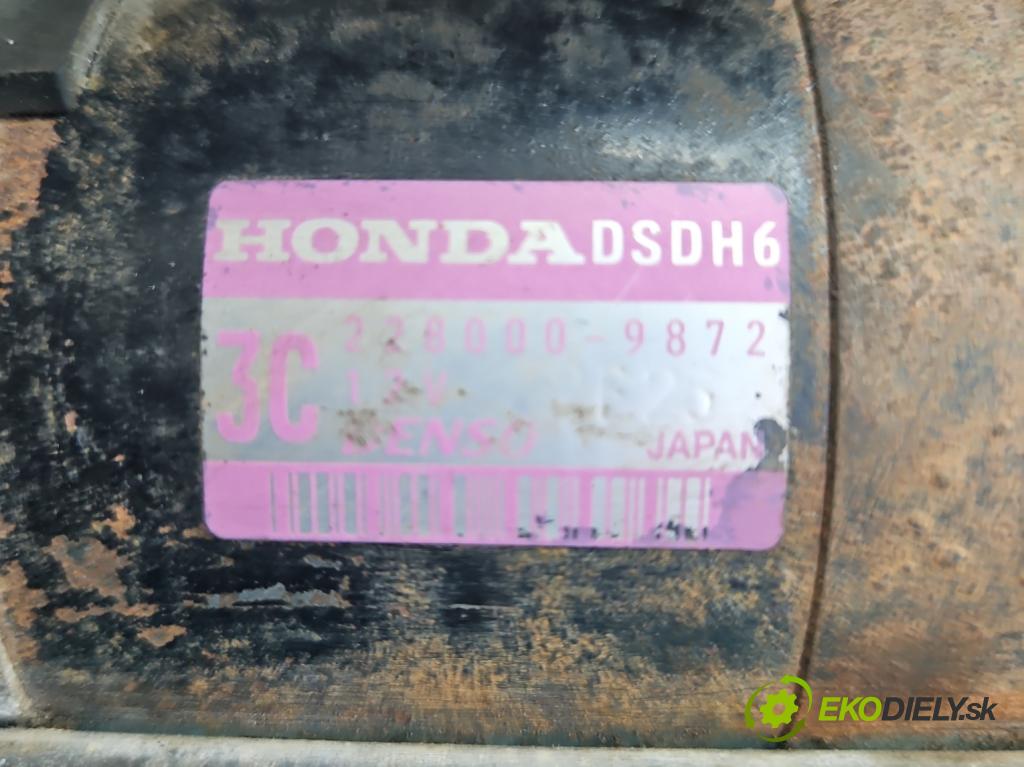 HONDA DSDH6
3C 228000-9872
12V
DENSO JAPAN
EKODIELY.sk